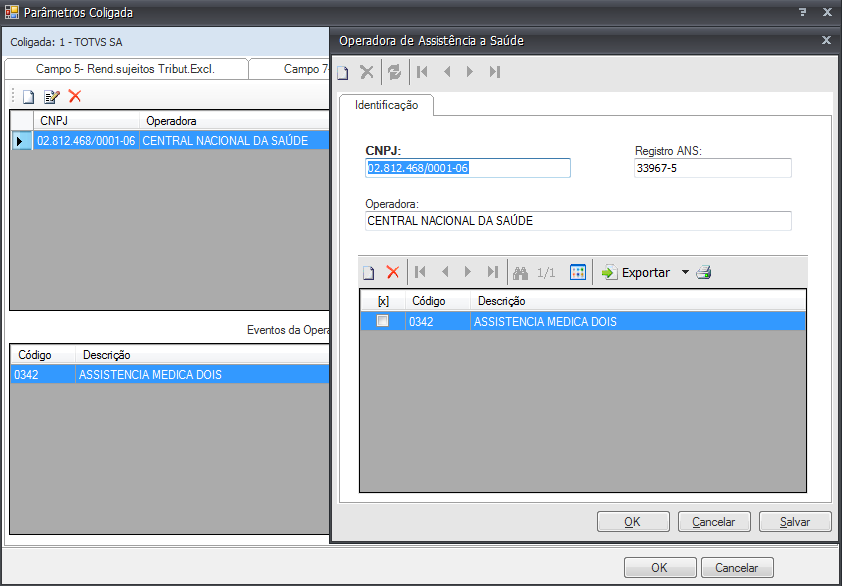 Parâmetros Coligada
Coligada: 1 - TOTVS SA
Campo 5- Rend.sujeitos Tribut.Excl.
Campo 7-
CNPJ Operadora
02.812.468/0001-06 CENTRAL NACIONAL DA SAÚDE
Eventos da Opera
Código Descrição
0342 ASSISTENCIA MEDICA DOIS
Operadora de Assistência a Saúde
Identificação
CNPJ: Registro ANS:
02.812.468/0001-06 33967-5
Operadora:
CENTRAL NACIONAL DA SAÚDE
1/1 Exportar
[x] Código Descrição
0342 ASSISTENCIA MEDICA DOIS
OK Cancelar Salvar
OK Cancelar